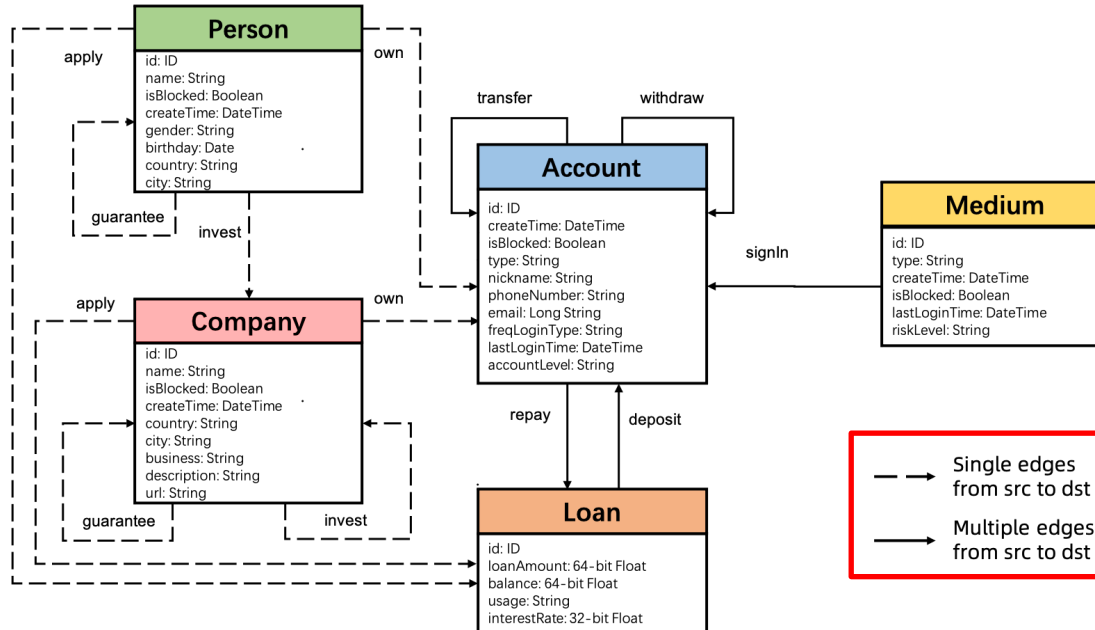 Person
id: ID
name: String
isBlocked: Boolean
createTime: DateTime
gender: String
birthday: Date
country: String
city: String
apply
own
guarantee
invest
transfer
withdraw
Account
id: ID
createTime: DateTime
isBlocked: Boolean
type: String
nickname: String
phoneNumber: String
email: Long String
freqLoginType: String
lastLoginTime: DateTime
accountLevel: String
signIn
Medium
id: ID
type: String
createTime: DateTime
isBlocked: Boolean
lastLoginTime: DateTime
riskLevel: String
apply
own
Company
id: ID
name: String
isBlocked: Boolean
createTime: DateTime
country: String
city: String
business: String
description: String
url: String
guarantee
invest
repay
deposit
Loan
id: ID
loanAmount: 64-bit Float
balance: 64-bit Float
usage: String
interestRate: 32-bit Float
Single edges
from src to dst
Multiple edges
from src to dst